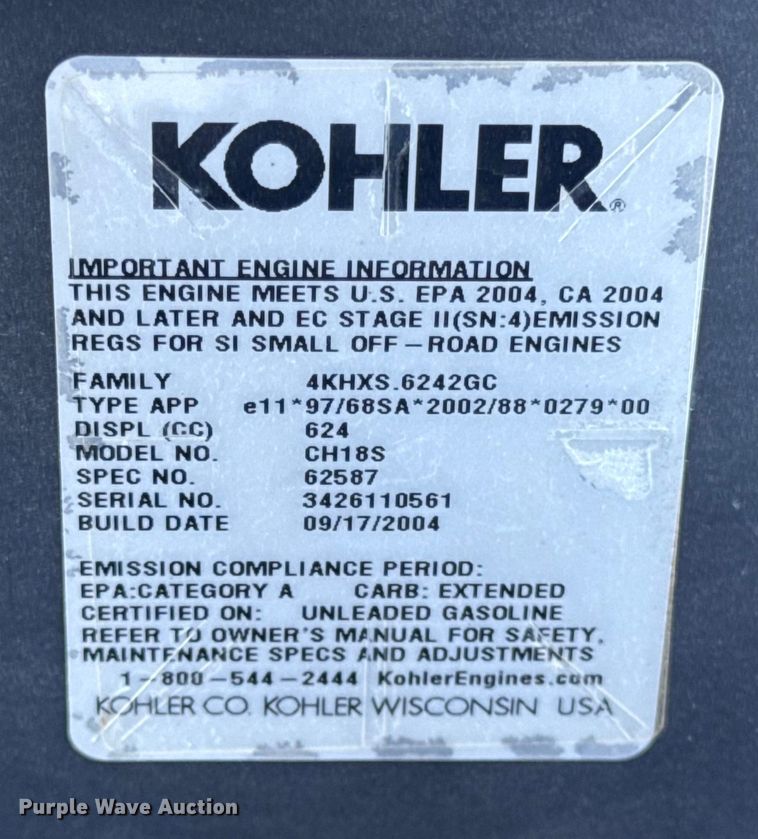 KOHLER®
IMPORTANT ENGINE INFORMATION
THIS ENGINE MEETS U.S. EPA 2004, CA 2004
AND LATER AND EC STAGE II(SN:4)EMISSION
REGS FOR SI SMALL OFF-ROAD ENGINES
FAMILY 4KHXS.6242GC
TYPE APP e11*97/68SA*2002/88*0279*00
DISPL (CC) 624
MODEL NO. CH18S
SPEC NO. 62587
SERIAL NO. 3426110561
BUILD DATE 09/17/2004
EMISSION COMPLIANCE PERIOD:
EPA:CATEGORY A CARB: EXTENDED
CERTIFIED ON: UNLEADED GASOLINE
REFER TO OWNER'S MANUAL FOR SAFETY,
MAINTENANCE SPECS AND ADJUSTMENTS
1-800-544-2444 KohlerEngines.com
KOHLER CO. KOHLER WISCONSIN USA
Purple Wave Auction